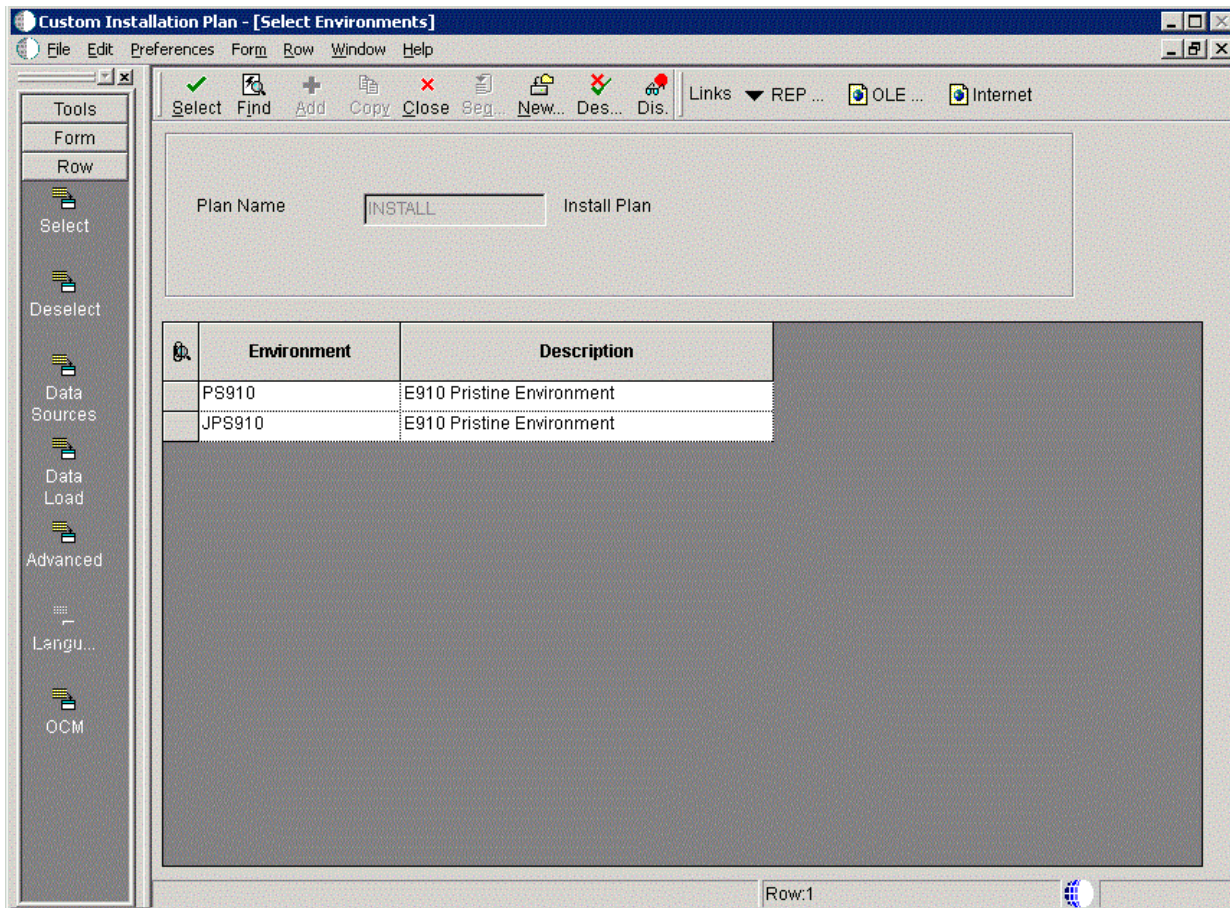 Custom Installation Plan - [Select Environments]
File Edit Preferences Form Row Window Help
Select Find Add Copy Close Seq... New... Des... Dis. Links REP ... OLE ... Internet
Tools
Form
Row
Select
Deselect
Data
Sources
Data
Load
Advanced
Langu...
OCM
Plan Name INSTALL Install Plan
Environment Description
PS910 E910 Pristine Environment
JPS910 E910 Pristine Environment
Row:1